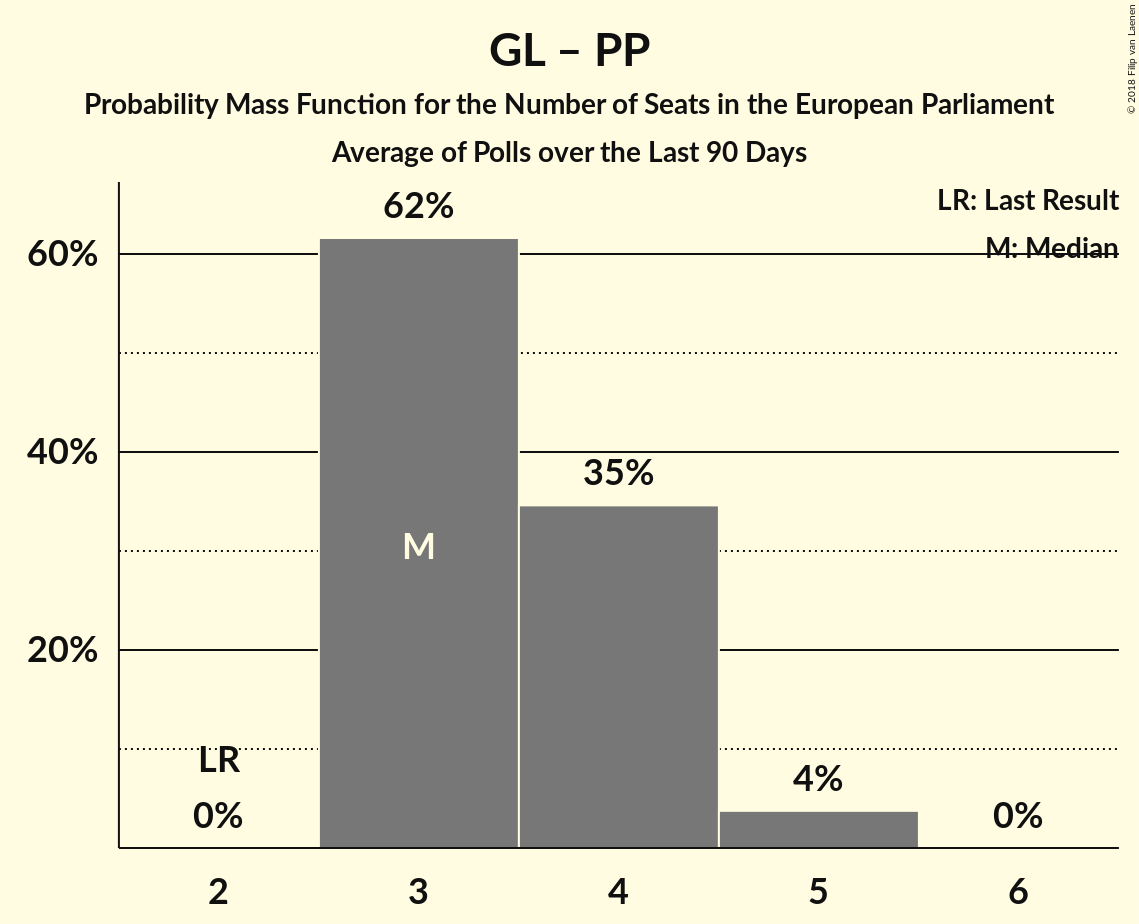 GL – PP
Probability Mass Function for the Number of Seats in the European Parliament
Average of Polls over the Last 90 Days
© 2018 Filip van Laenen
LR: Last Result
M: Median
62%
60%
40%
35%
M
20%
LR
4%
0%
0%
2 3 4 5 6